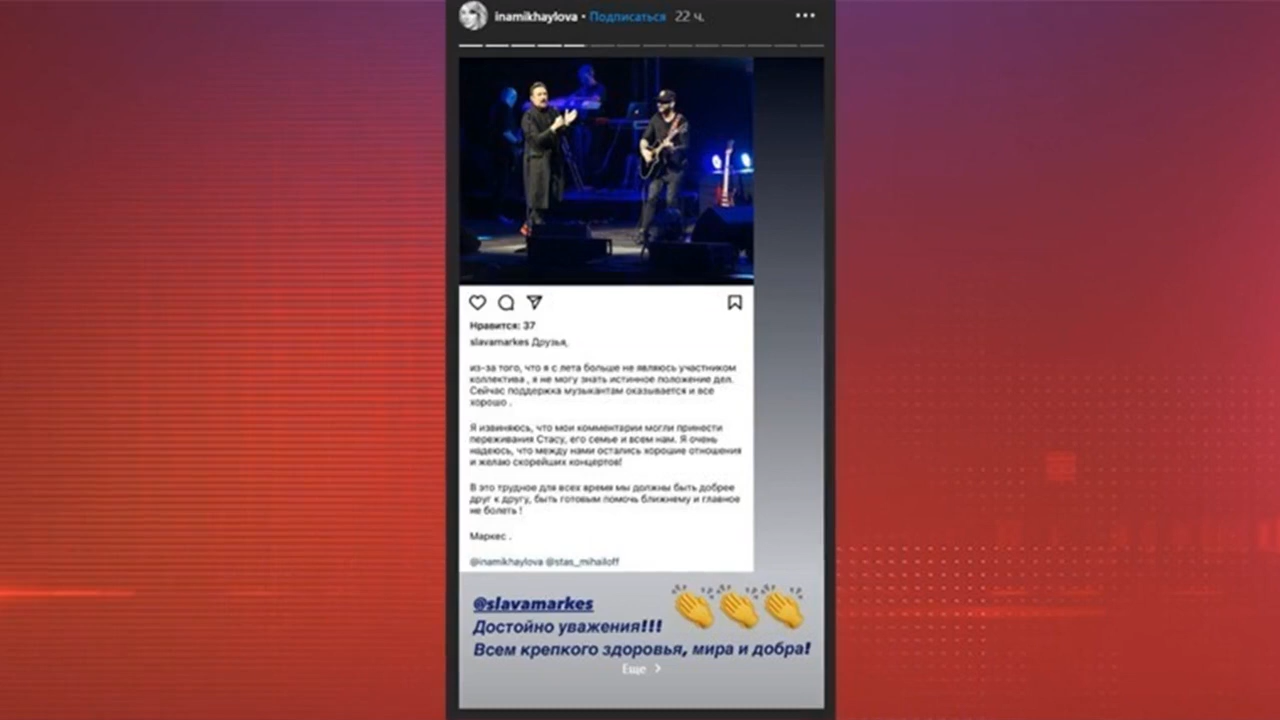 inamikhaylova • Подписаться 22 ч.
Нравится: 37
slavamarkes Друзья,
из-за того, что я с лета больше не являюсь участником
коллектива , я не могу знать истинное положение дел.
Сейчас поддержка музыкантам оказывается и все
хорошо .
Я извиняюсь, что мои комментарии могли принести
переживания Стасу, его семье и всем нам. Я очень
надеюсь, что между нами остались хорошие отношения
и желаю скорейших концертов!
В это трудное для всех время мы должны быть добрее
друг к другу, быть готовым помочь ближнему и главное
не болеть !
Маркес .
@inamikhaylova @stas_mihailoff
@slavamarkes
Достойно уважения!!!
Всем крепкого здоровья, мира и добра!
Еще